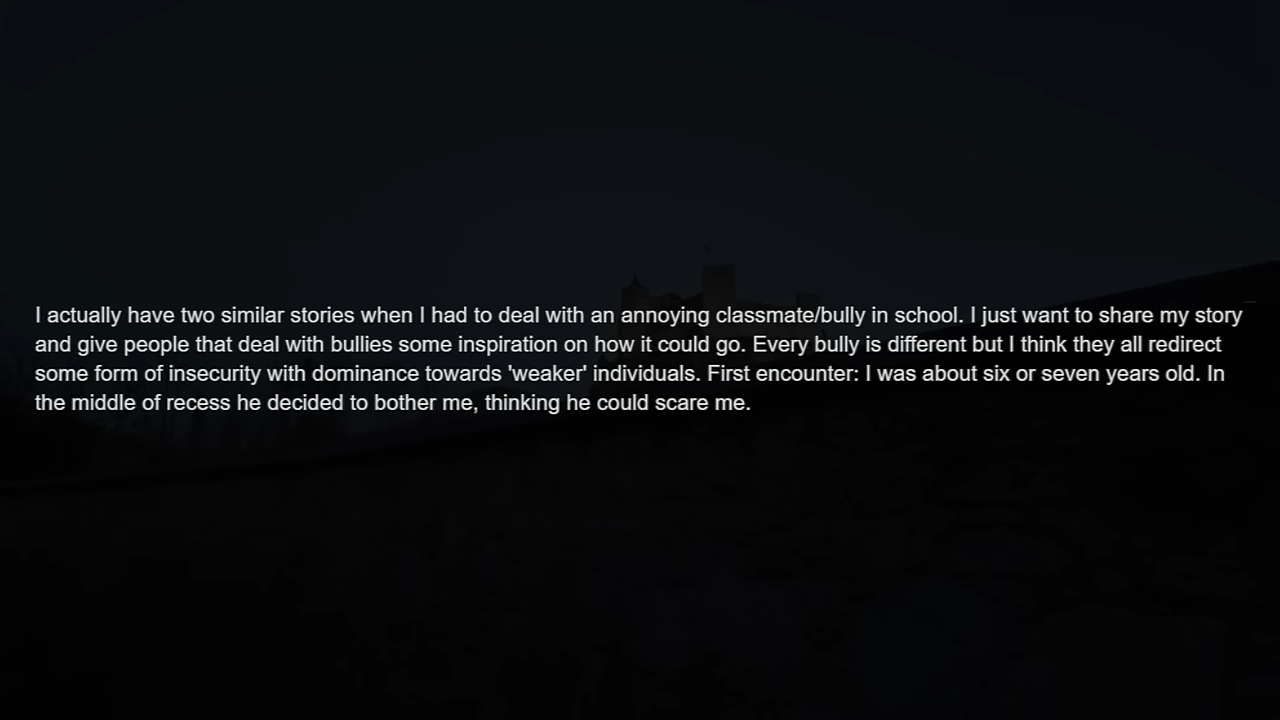 I actually have two similar stories when I had to deal with an annoying classmate/bully in school. I just want to share my story
and give people that deal with bullies some inspiration on how it could go. Every bully is different but I think they all redirect
some form of insecurity with dominance towards 'weaker' individuals. First encounter: I was about six or seven years old. In
the middle of recess he decided to bother me, thinking he could scare me.